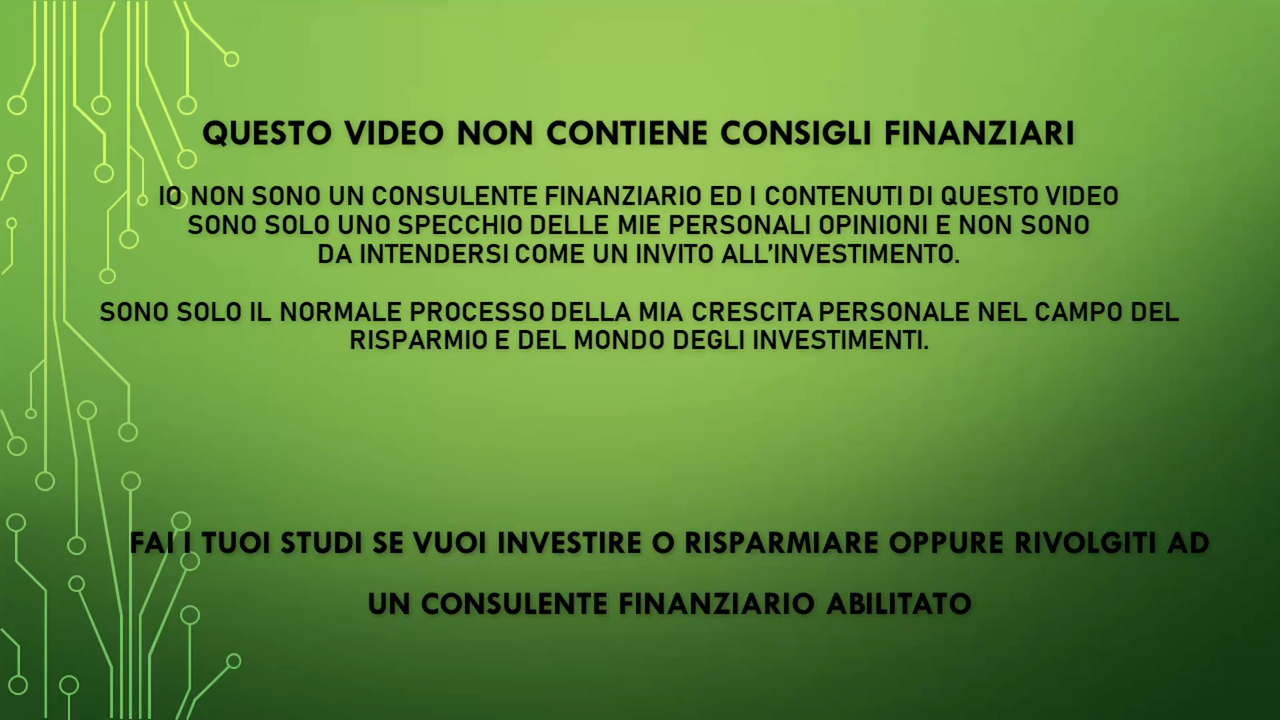 QUESTO VIDEO NON CONTIENE CONSIGLI FINANZIARI
IO NON SONO UN CONSULENTE FINANZIARIO ED I CONTENUTI DI QUESTO VIDEO
SONO SOLO UNO SPECCHIO DELLE MIE PERSONALI OPINIONI E NON SONO
DA INTENDERSI COME UN INVITO ALL'INVESTIMENTO.
SONO SOLO IL NORMALE PROCESSO DELLA MIA CRESCITA PERSONALE NEL CAMPO DEL
RISPARMIO E DEL MONDO DEGLI INVESTIMENTI.
FAI I TUOI STUDI SE VUOI INVESTIRE O RISPARMIARE OPPURE RIVOLGITI AD
UN CONSULENTE FINANZIARIO ABILITATO